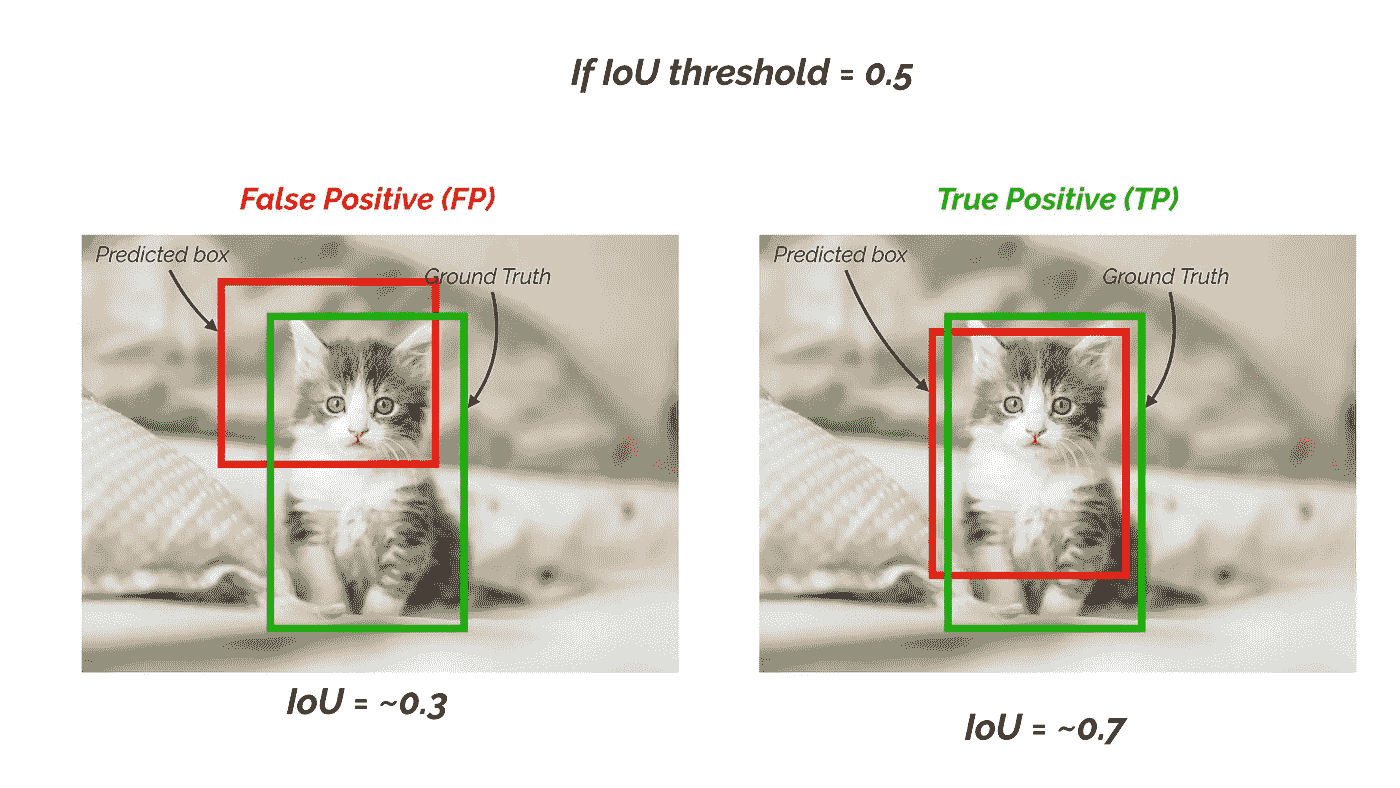 If IoU threshold = 0.5
False Positive (FP)
True Positive (TP)
Predicted box
Ground Truth
Predicted box
Ground Truth
IoU = ~0.3
IoU = ~0.7